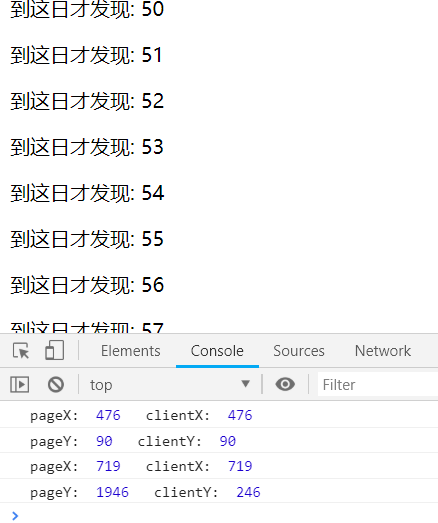 到这日才发现: 50
到这日才发现: 51
到这日才发现: 52
到这日才发现: 53
到这日才发现: 54
到这日才发现: 55
到这日才发现: 56
到这日才发现: 57
Elements Console Sources Network
top Filter
pageX: 476 clientX: 476
pageY: 90 clientY: 90
pageX: 719 clientX: 719
pageY: 1946 clientY: 246